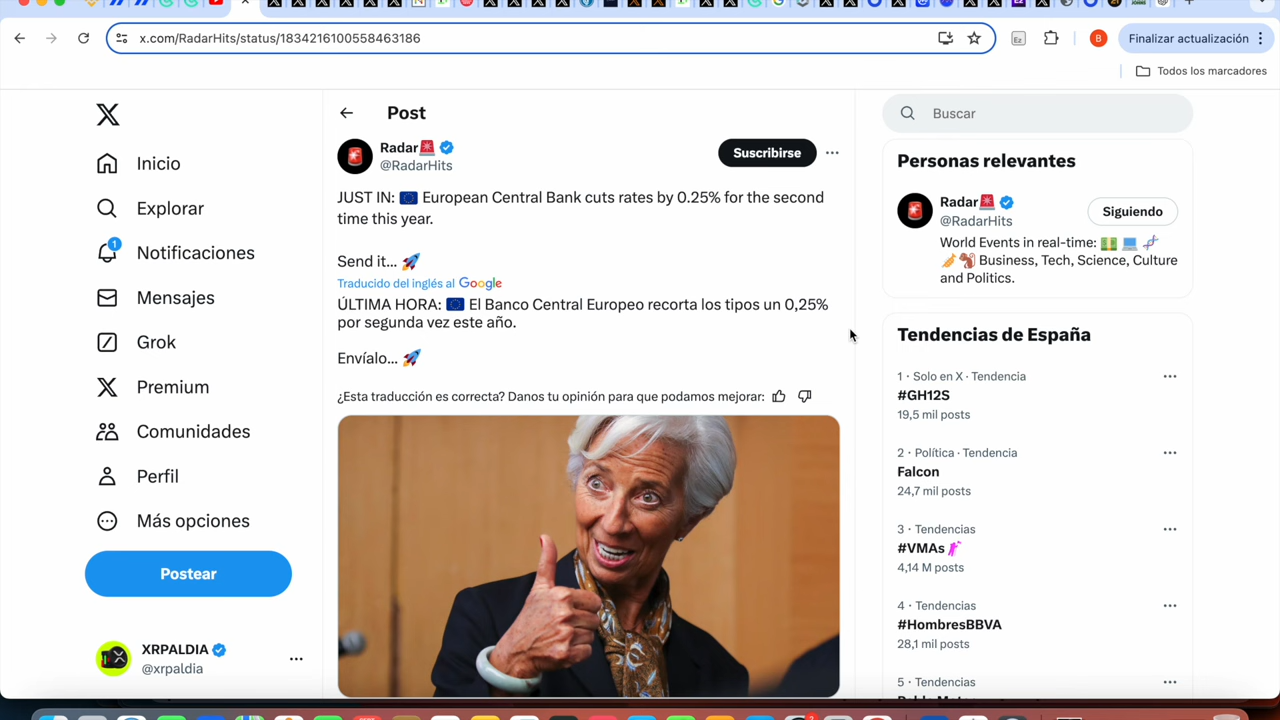 x.com/RadarHits/status/1834216100558463186
Ez
B
Finalizar actualización
Todos los marcadores
Inicio
Explorar
1
Notificaciones
Mensajes
Grok
Premium
Comunidades
Perfil
Más opciones
Postear
XRPALDIA
@xrpaldia
Post
Radar
@RadarHits
Suscribirse
JUST IN: European Central Bank cuts rates by 0.25% for the second
time this year.
Send it...
Traducido del inglés al Google
ÚLTIMA HORA: El Banco Central Europeo recorta los tipos un 0,25%
por segunda vez este año.
Envíalo...
¿Esta traducción es correcta? Danos tu opinión para que podamos mejorar:
Buscar
Personas relevantes
Radar
@RadarHits
Siguiendo
World Events in real-time:
Business, Tech, Science, Culture
and Politics.
Tendencias de España
1 · Solo en X · Tendencia
#GH12S
19,5 mil posts
2 · Política · Tendencia
Falcon
24,7 mil posts
3 · Tendencias
#VMAs
4,14 M posts
4 · Tendencias
#HombresBBVA
28,1 mil posts
5 · Tendencias